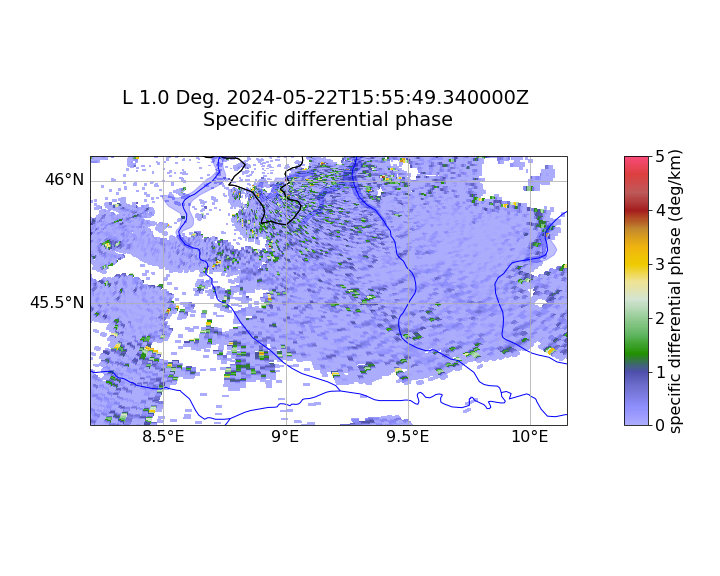 L 1.0 Deg. 2024-05-22T15:55:49.340000Z
Specific differential phase
46°N
45.5°N
8.5°E
9°E
9.5°E
10°E
5
4
3
2
1
0
specific differential phase (deg/km)